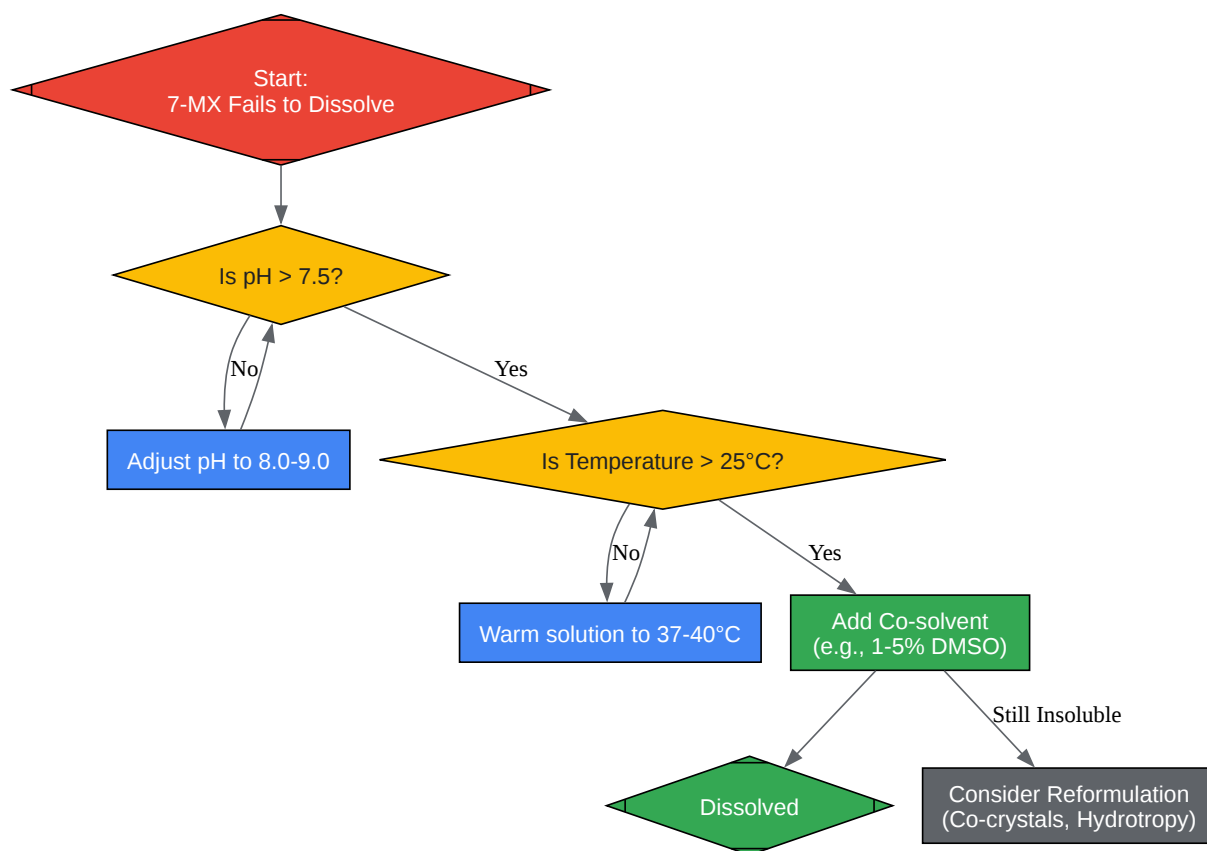 Start:
7-MX Fails to Dissolve
Is pH > 7.5?
No
Yes
Adjust pH to 8.0-9.0
Is Temperature > 25°C?
No
Yes
Warm solution to 37-40°C
Add Co-solvent
(e.g., 1-5% DMSO)
Still Insoluble
Dissolved
Consider Reformulation
(Co-crystals, Hydrotropy)